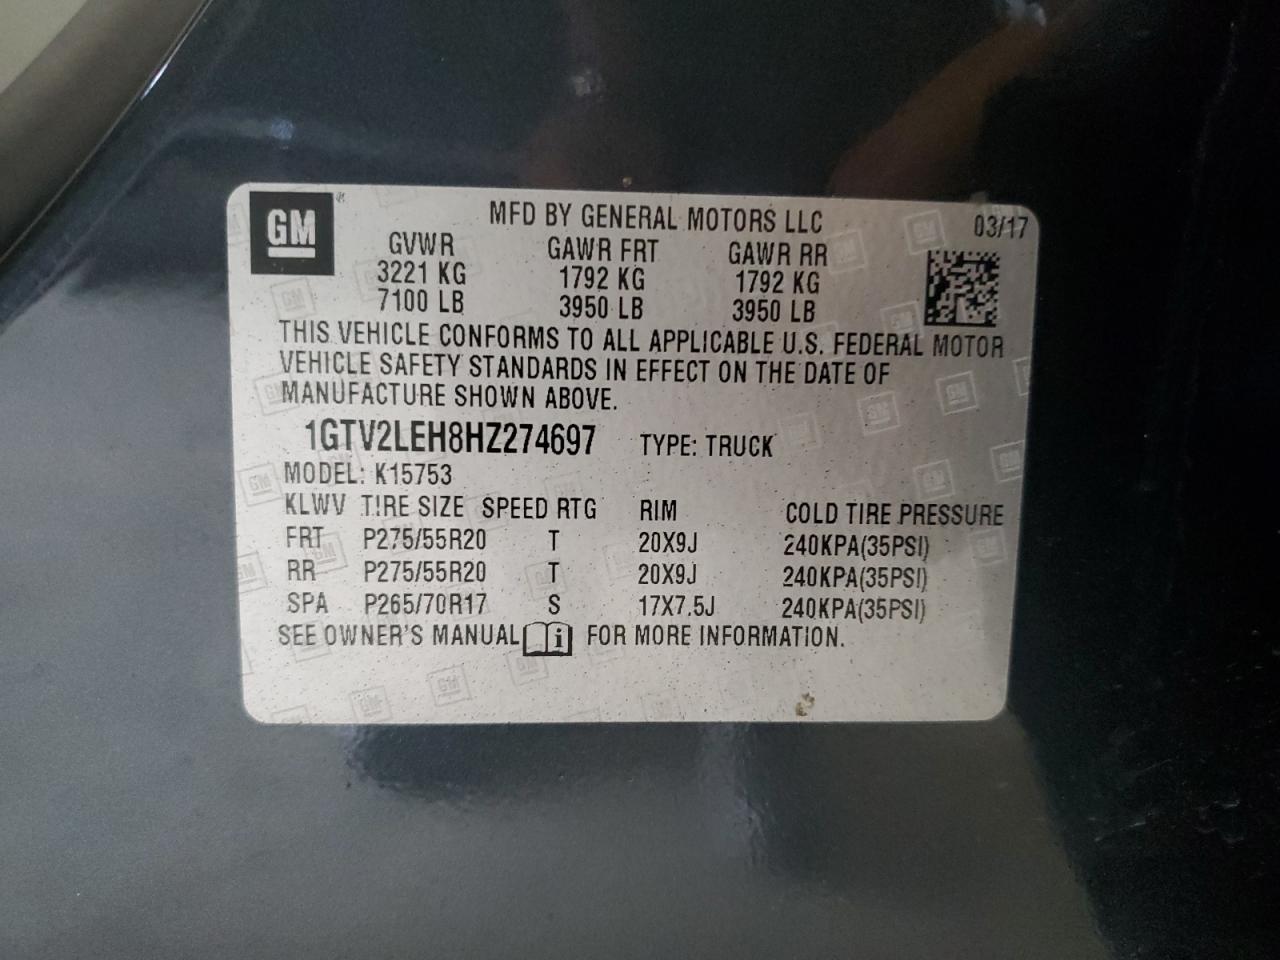 GM ® MFD BY GENERAL MOTORS LLC 03/17
GVWR GAWR FRT GAWR RR
3221 KG 1792 KG 1792 KG
7100 LB 3950 LB 3950 LB
THIS VEHICLE CONFORMS TO ALL APPLICABLE U.S. FEDERAL MOTOR
VEHICLE SAFETY STANDARDS IN EFFECT ON THE DATE OF
MANUFACTURE SHOWN ABOVE.
1GTV2LEH8HZ274697 TYPE: TRUCK
MODEL: K15753
KLWV TIRE SIZE SPEED RTG RIM COLD TIRE PRESSURE
FRT P275/55R20 T 20X9J 240KPA(35PSI)
RR P275/55R20 T 20X9J 240KPA(35PSI)
SPA P265/70R17 S 17X7.5J 240KPA(35PSI)
SEE OWNER'S MANUAL i FOR MORE INFORMATION.